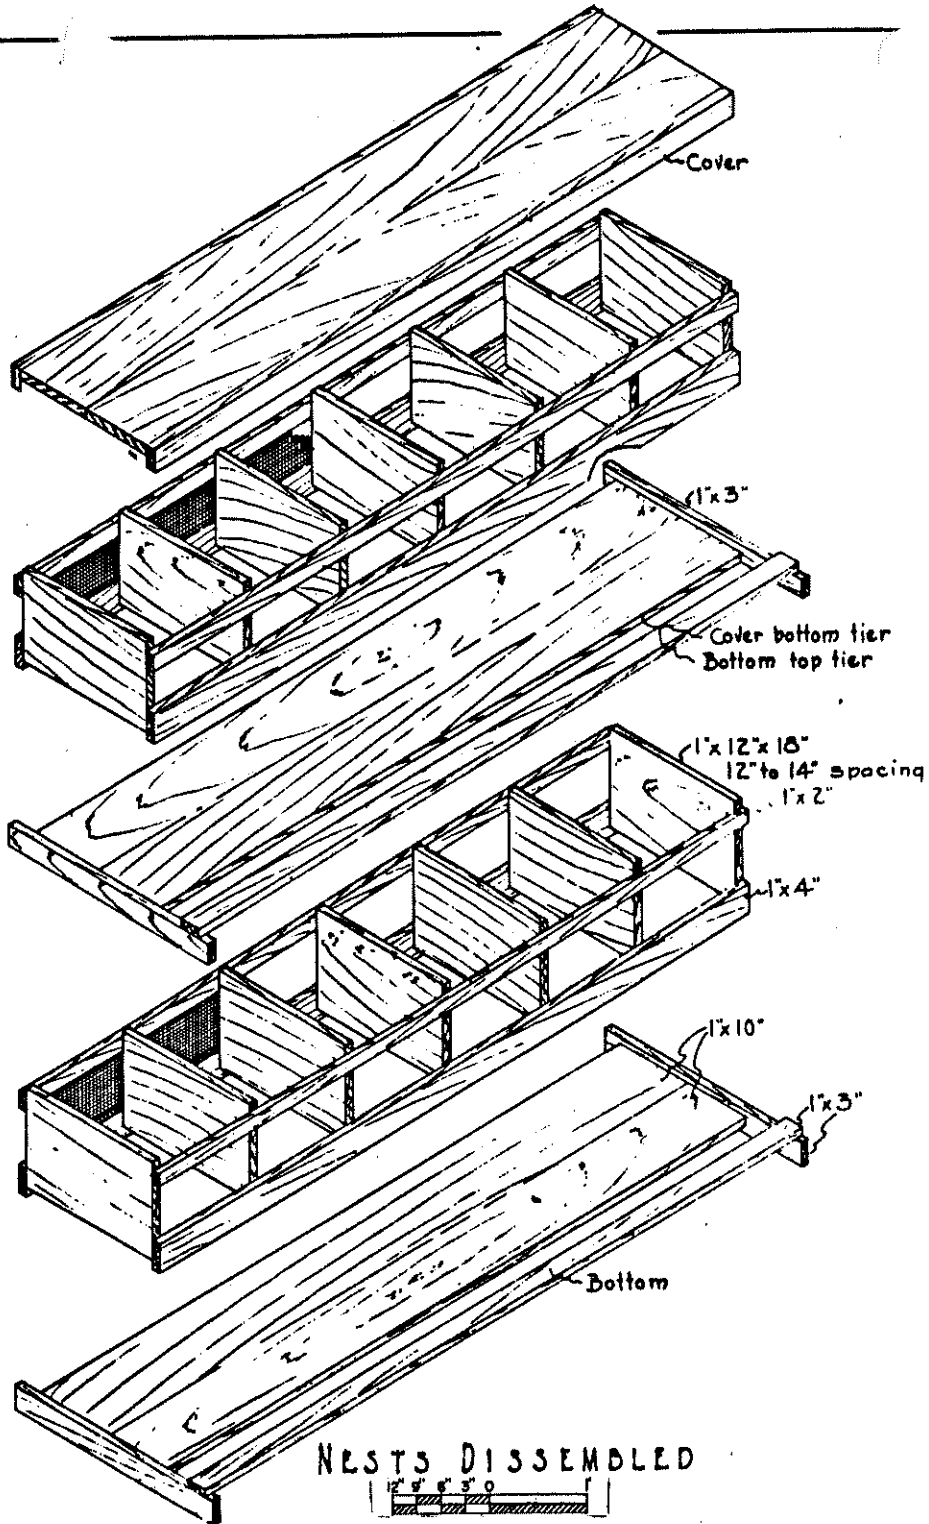 Cover
1"x 3"
Cover bottom tier
Bottom top tier
1"x 12"x 18"
12" to 14" spacing
1"x 2"
1"x 4"
1"x 10"
1"x 3"
Bottom
NESTS DISSEMBLED
12" 9" 6" 3" 0 1'